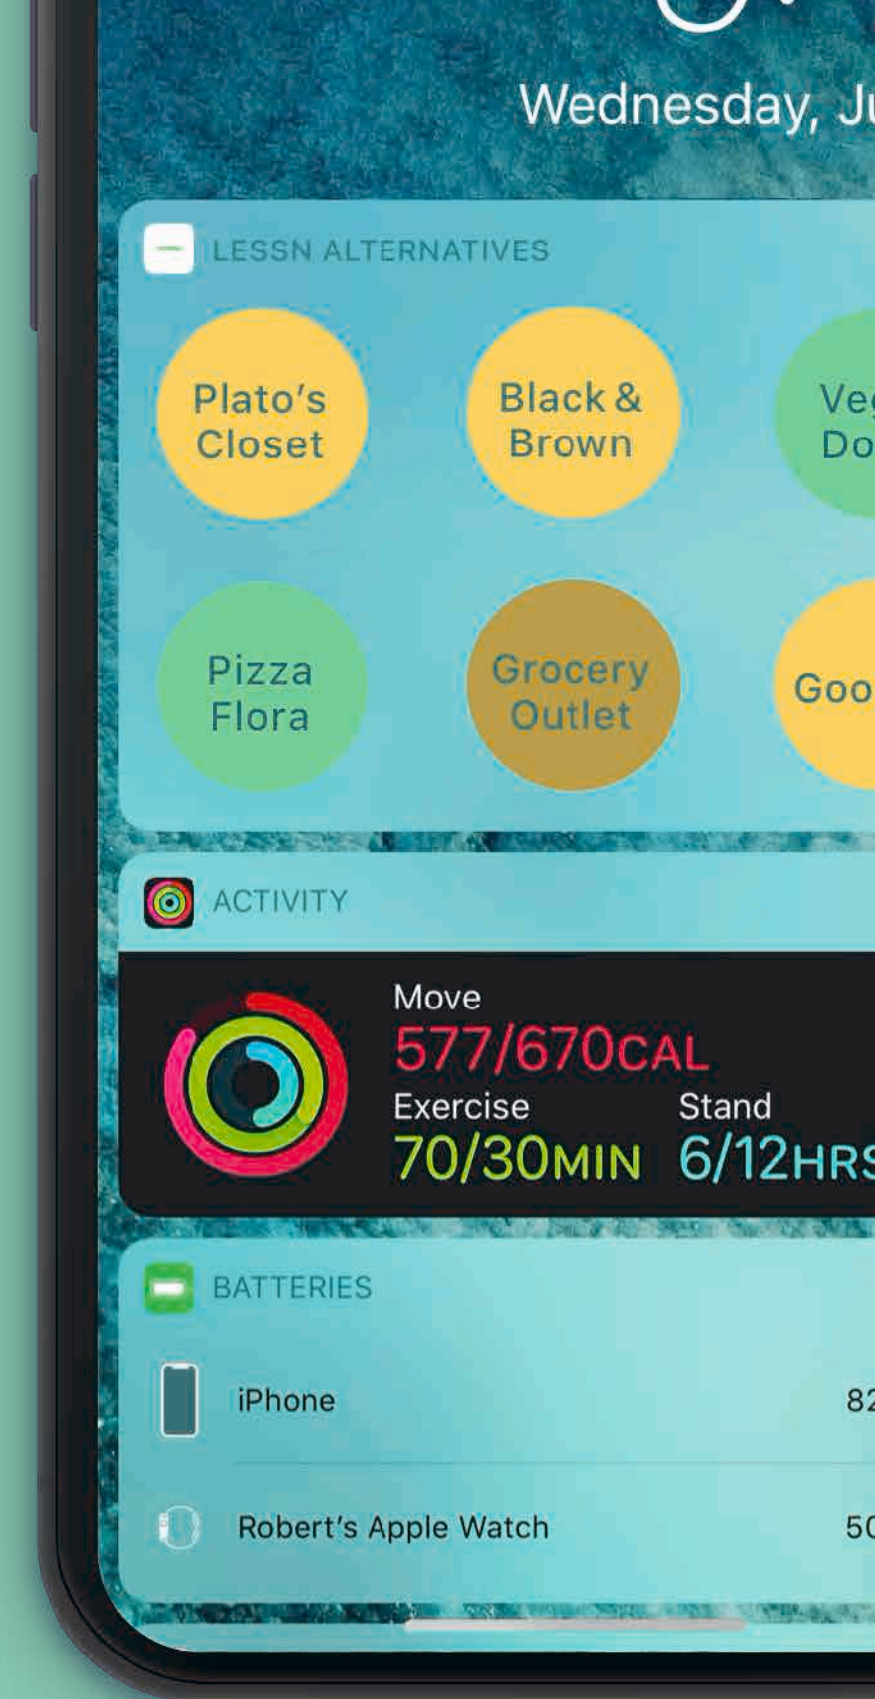 Wednesday, Ju
LESSN ALTERNATIVES
Plato's
Closet
Black &
Brown
Veg
Do
Pizza
Flora
Grocery
Outlet
Goo
ACTIVITY
Move
577/670CAL
Exercise
Stand
70/30MIN
6/12HRS
BATTERIES
iPhone
82
Robert's Apple Watch
50